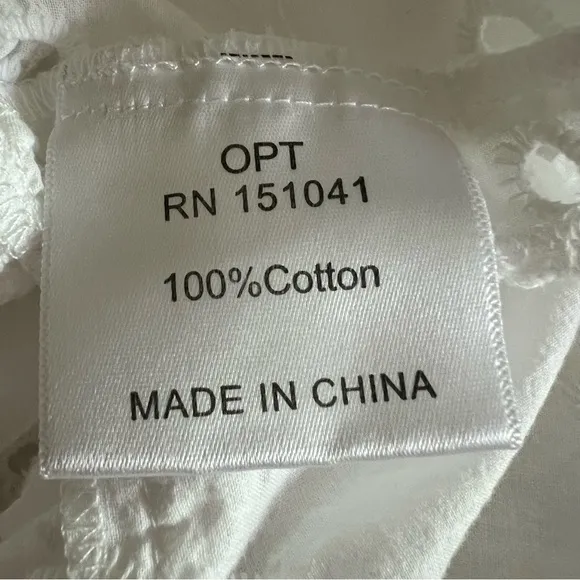 OPT
RN 151041
100%Cotton
MADE IN CHINA